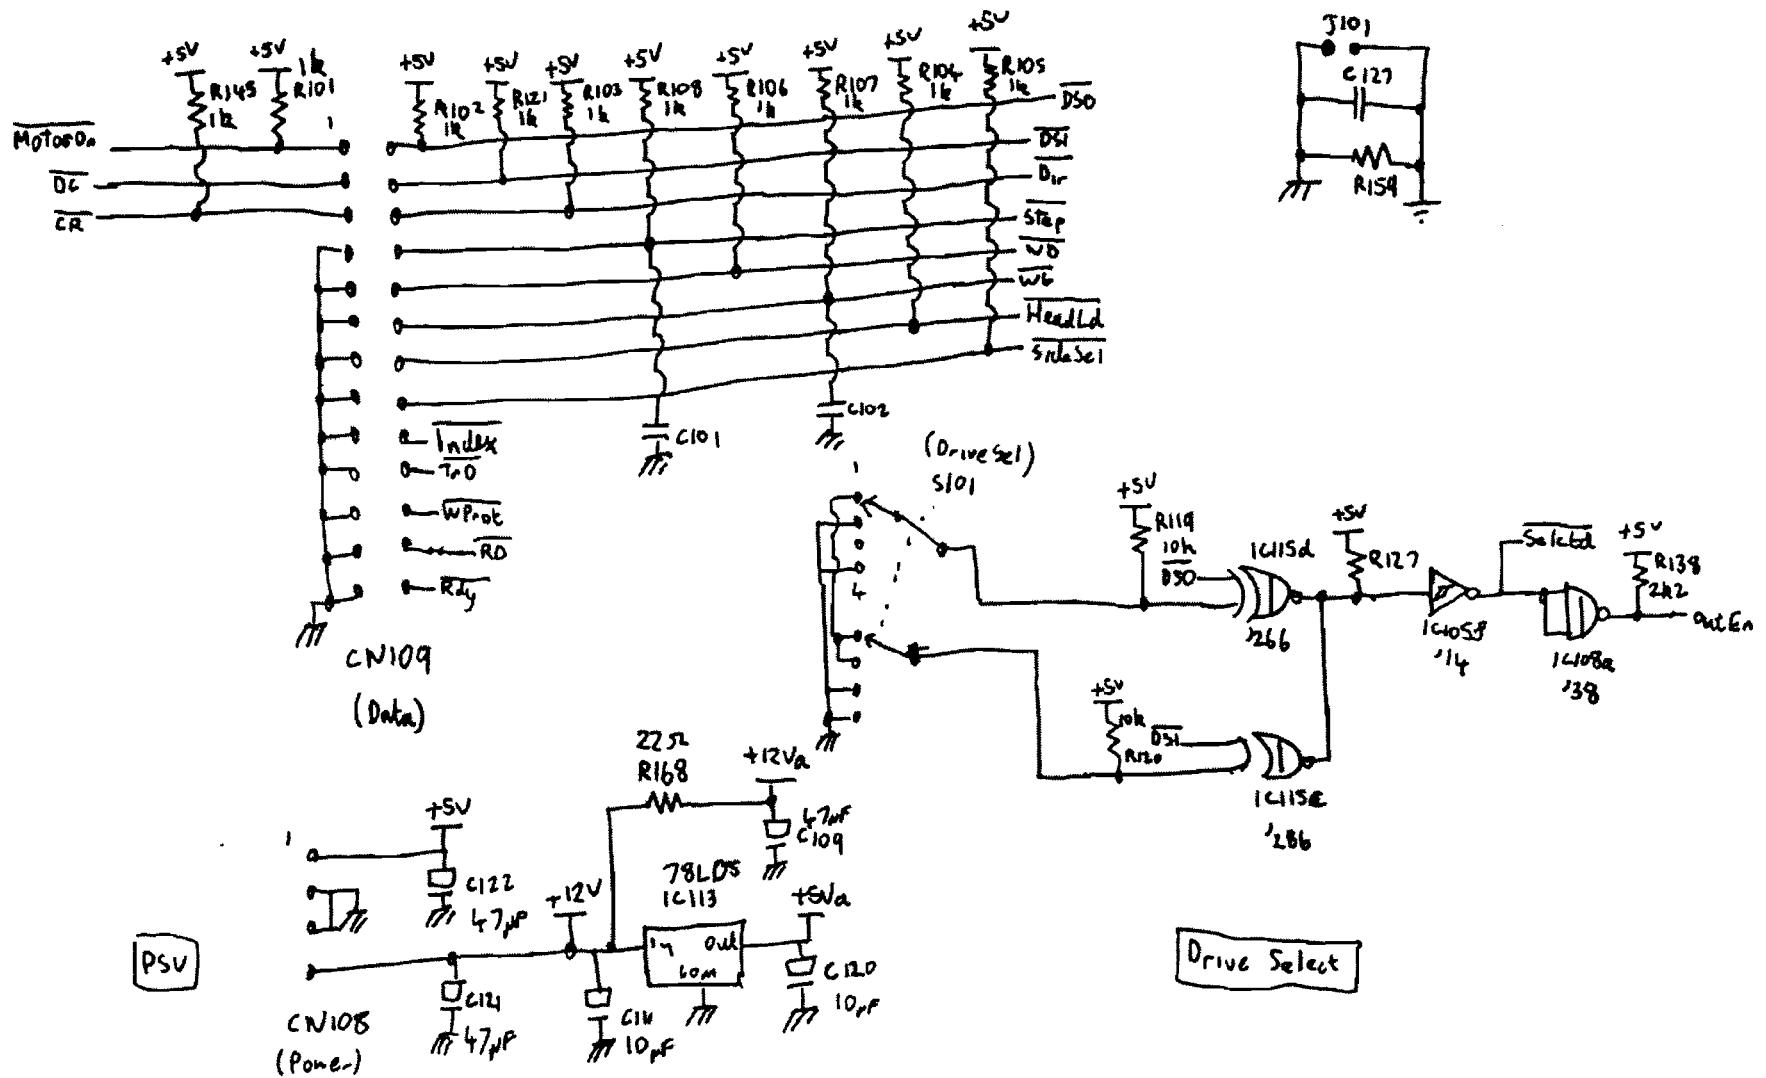 J101
C127
R159
+5V
R145
1k
+5V
R101
1k
+5V
R102
1k
+5V
R121
1k
+5V
R103
1k
+5V
R108
1k
+5V
R106
1k
+5V
R107
1k
+5V
R104
1k
+5V
R105
1k
MotorOn
DC
CR
1
DS0
DS1
Dir
Step
WD
WG
HeadLd
SideSel
C101
C102
Index
Tr0
WProt
RD
Rdy
CN109
(Data)
(Drive Sel)
S101
1
4
+5V
R119
10k
DS0
IC115d
'266
+5V
R127
IC105f
'14
Selctd
+5V
R138
2k2
IC108a
'38
OutEn
+5V
10k
R120
DS1
IC115c
'266
22Ω
R168
+12Va
47µF
C109
1
+5V
C122
47µF
+12V
78L05
IC113
In
Out
Com
+5Va
C120
10µF
PSU
C121
47µF
10µF
CN108
(Power)
Drive Select